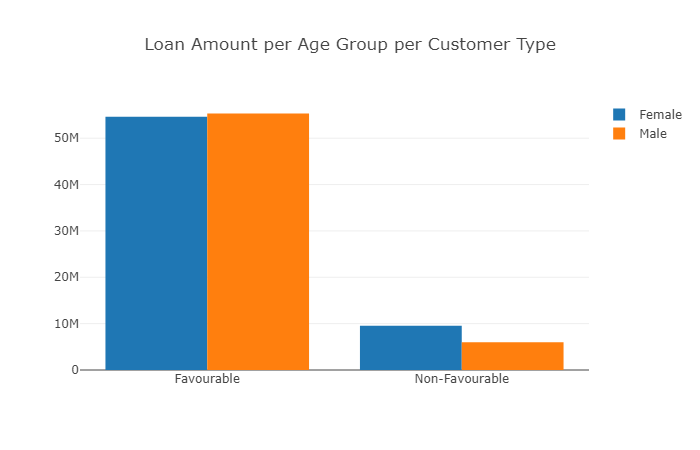 Loan Amount per Age Group per Customer Type
Female
Male
50M
40M
30M
20M
10M
0
Favourable
Non-Favourable